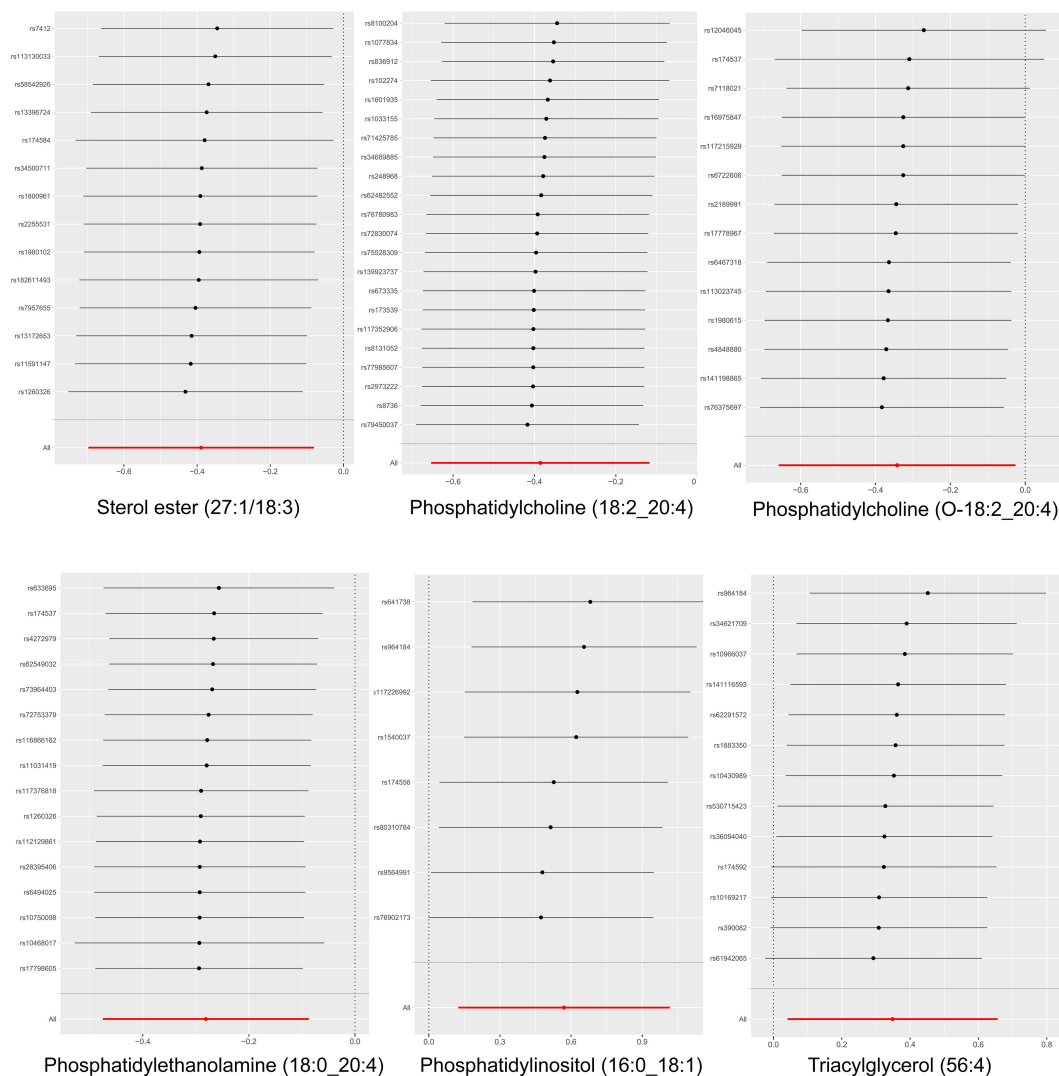 rs7412
rs113130033
rs58542926
rs13396724
rs174584
rs34500711
rs1800961
rs2255531
rs1980102
rs182611493
rs7957655
rs13172653
rs11591147
rs1260326
All
−0.6 −0.4 −0.2 0.0
Sterol ester (27:1/18:3)
rs8100204
rs1077834
rs836912
rs102274
rs1601935
rs1033155
rs71425785
rs34689885
rs248968
rs62482552
rs76780983
rs72830074
rs75528309
rs139923737
rs673335
rs173539
rs117352906
rs8131052
rs77985607
rs2973222
rs8736
rs79450037
All
−0.6 −0.4 −0.2 0
Phosphatidylcholine (18:2_20:4)
rs12046045
rs174537
rs7118021
rs16975847
rs117215929
rs6722606
rs2189991
rs17778967
rs6467318
rs113023745
rs1980615
rs4848880
rs141198865
rs76375697
All
−0.6 −0.4 −0.2 0.0
Phosphatidylcholine (O-18:2_20:4)
rs633695
rs174537
rs4272979
rs62549032
rs73964403
rs72753379
rs116866162
rs11031419
rs117376818
rs1260326
rs112129861
rs28395406
rs6494025
rs10750098
rs10468017
rs17798605
All
−0.4 −0.2 0.0
Phosphatidylethanolamine (18:0_20:4)
rs641738
rs964184
s117226992
rs1540037
rs174556
rs80310784
rs9564991
rs76902173
All
0.0 0.3 0.6 0.9
Phosphatidylinositol (16:0_18:1)
rs964184
rs34621709
rs10966037
rs141116593
rs62291572
rs1883350
rs10430989
rs530715423
rs36094040
rs174592
rs10169217
rs390082
rs61942065
All
0.0 0.2 0.4 0.6 0.8
Triacylglycerol (56:4)